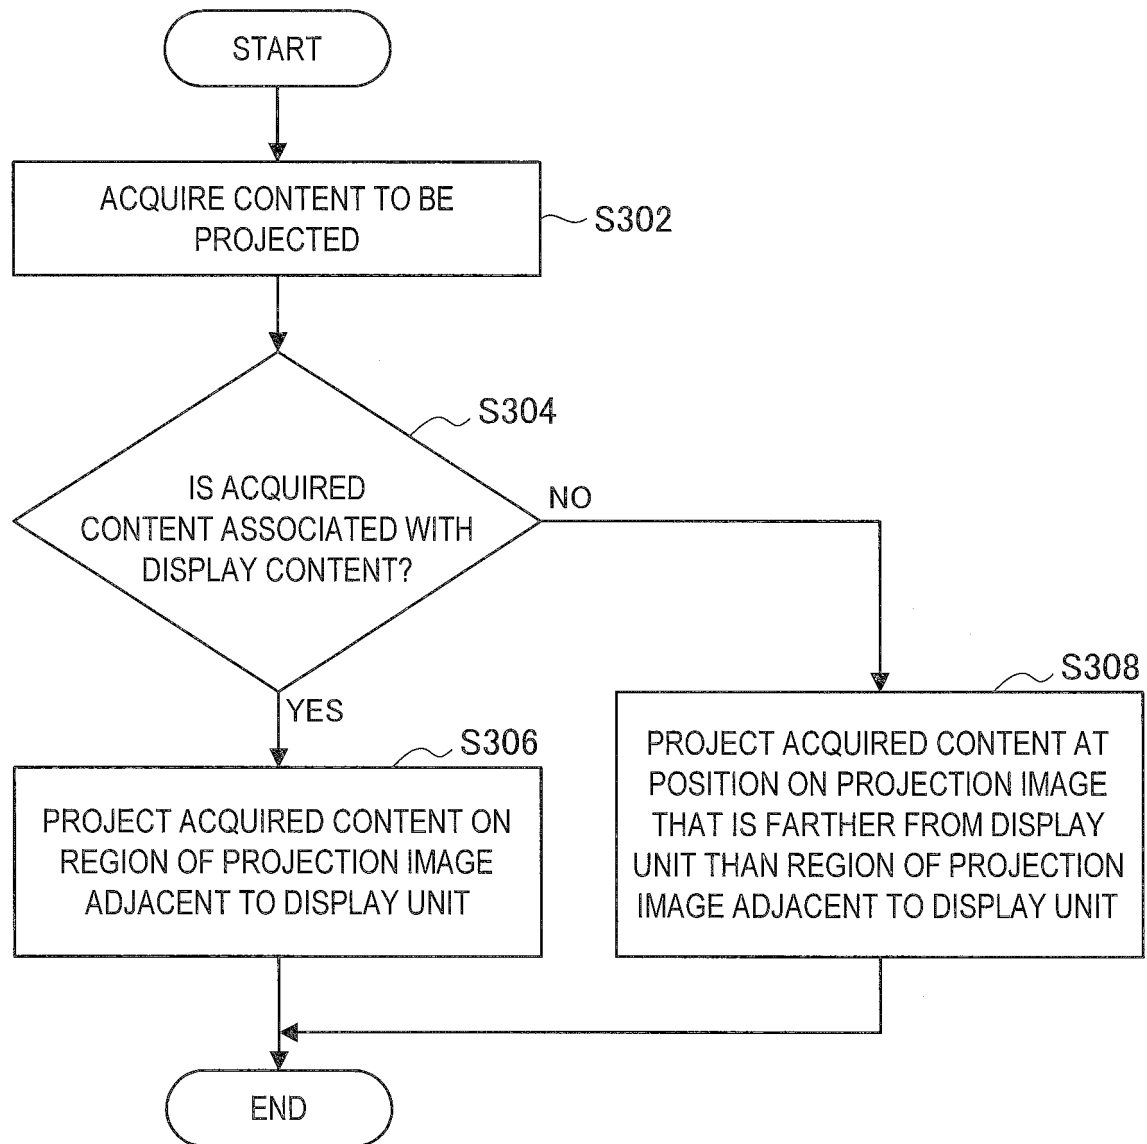 START
ACQUIRE CONTENT TO BE
PROJECTED
S302
S304
IS ACQUIRED
CONTENT ASSOCIATED WITH
DISPLAY CONTENT?
NO
YES
S306
PROJECT ACQUIRED CONTENT ON
REGION OF PROJECTION IMAGE
ADJACENT TO DISPLAY UNIT
S308
PROJECT ACQUIRED CONTENT AT
POSITION ON PROJECTION IMAGE
THAT IS FARTHER FROM DISPLAY
UNIT THAN REGION OF PROJECTION
IMAGE ADJACENT TO DISPLAY UNIT
END